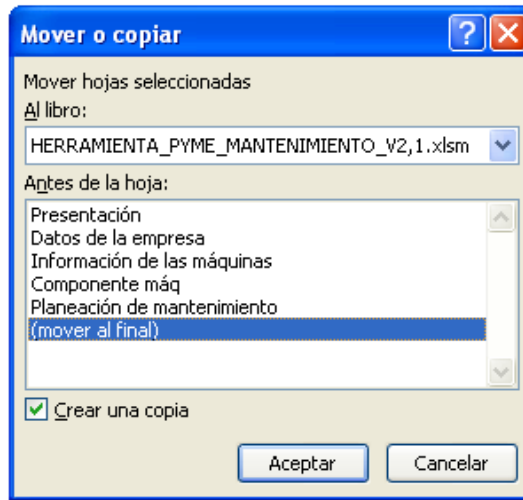 Mover o copiar
Mover hojas seleccionadas
Al libro:
HERRAMIENTA_PYME_MANTENIMIENTO_V2,1.xlsm
Antes de la hoja:
Presentación
Datos de la empresa
Información de las máquinas
Componente máq
Planeación de mantenimiento
(mover al final)
Crear una copia
Aceptar
Cancelar